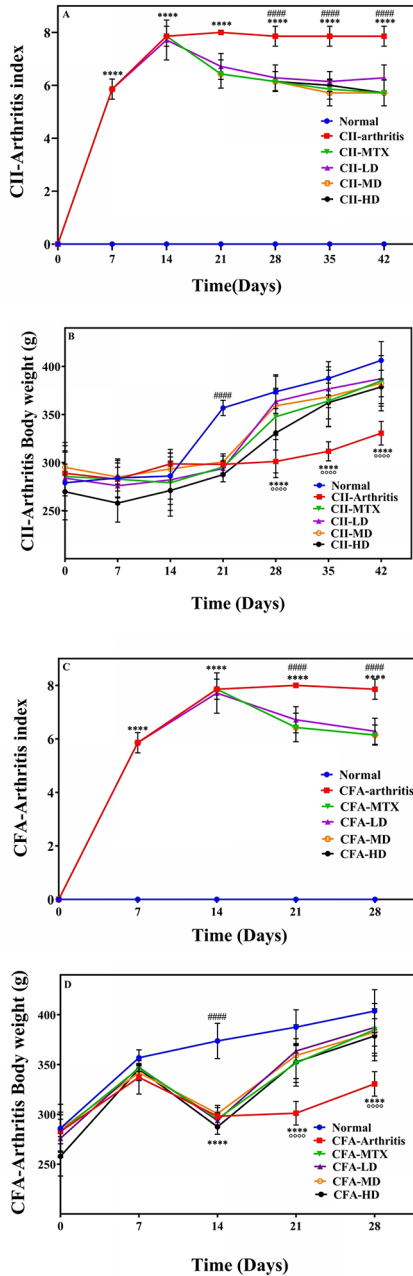 A
CII-Arthritis index
8
6
4
2
0
**** **** **** #### #### ####
**** **** ****
Normal
CII-arthritis
CII-MTX
CII-LD
CII-MD
CII-HD
0 7 14 21 28 35 42
Time(Days)
B
CII-Arthritis Body weight (g)
400
350
300
250
####
****
°°°°
****
°°°°
****
°°°°
Normal
CII-Arthritis
CII-MTX
CII-LD
CII-MD
CII-HD
0 7 14 21 28 35 42
Time (Days)
C
CFA-Arthritis index
8
6
4
2
0
**** **** #### ####
**** ****
Normal
CFA-arthritis
CFA-MTX
CFA-LD
CFA-MD
CFA-HD
0 7 14 21 28
Time (Days)
D
CFA-Arthritis Body weight (g)
400
350
300
250
####
****
****
°°°°
****
°°°°
Normal
CFA-Arthritis
CFA-MTX
CFA-LD
CFA-MD
CFA-HD
0 7 14 21 28
Time (Days)